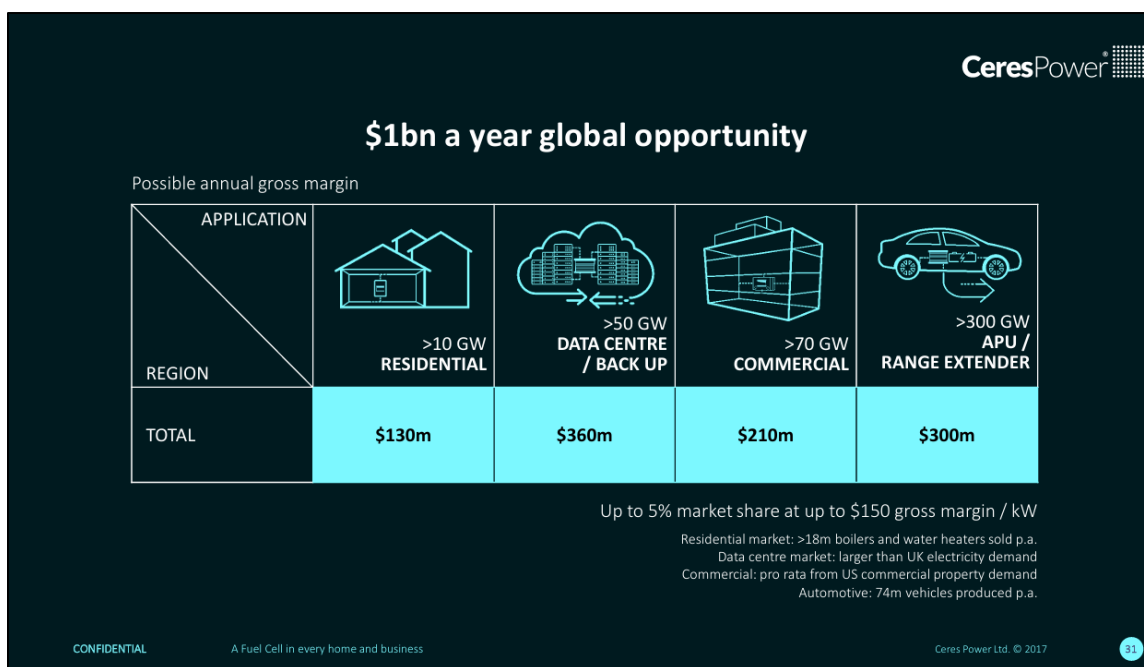 CeresPower®
$1bn a year global opportunity
Possible annual gross margin
APPLICATION
REGION
>10 GW
RESIDENTIAL
>50 GW
DATA CENTRE
/ BACK UP
>70 GW
COMMERCIAL
>300 GW
APU /
RANGE EXTENDER
TOTAL
$130m
$360m
$210m
$300m
Up to 5% market share at up to $150 gross margin / kW
Residential market: >18m boilers and water heaters sold p.a.
Data centre market: larger than UK electricity demand
Commercial: pro rata from US commercial property demand
Automotive: 74m vehicles produced p.a.
CONFIDENTIAL
A Fuel Cell in every home and business
Ceres Power Ltd. © 2017
31